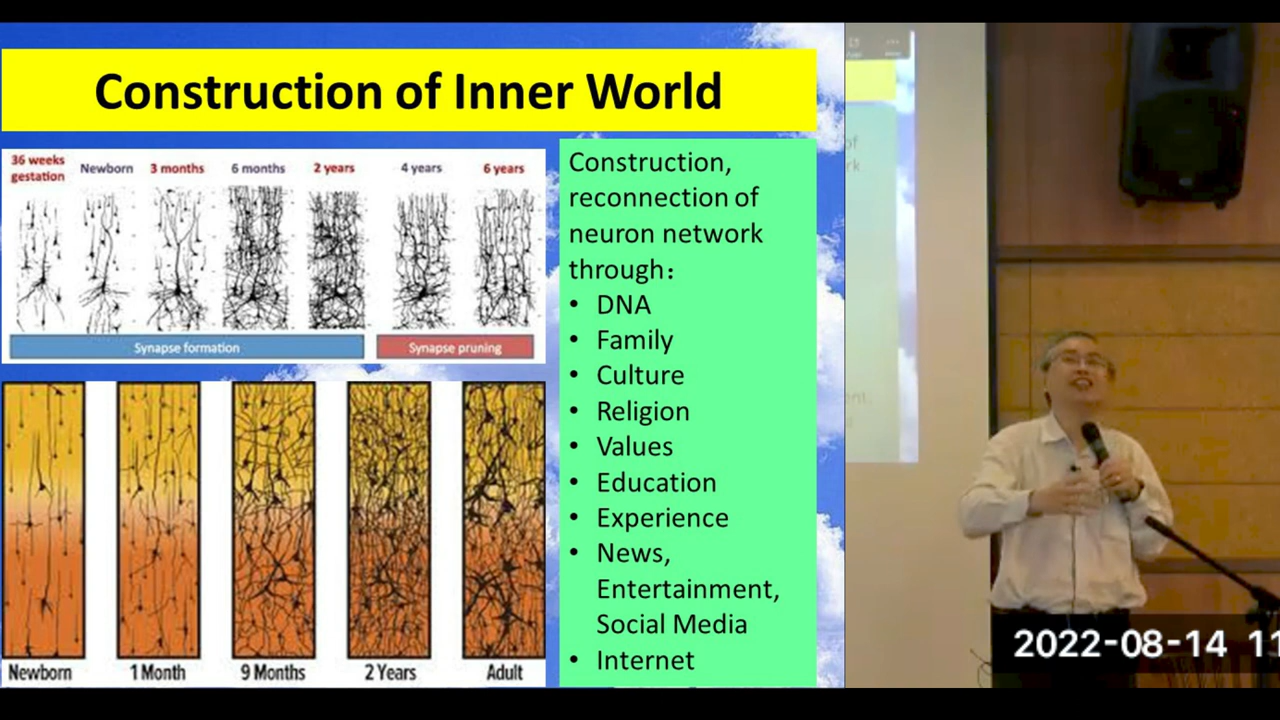 Construction of Inner World
36 weeks
gestation
Newborn
3 months
6 months
2 years
4 years
6 years
Synapse formation
Synapse pruning
Newborn
1 Month
9 Months
2 Years
Adult
Construction,
reconnection of
neuron network
through:
• DNA
• Family
• Culture
• Religion
• Values
• Education
• Experience
• News,
Entertainment,
Social Media
• Internet
2022-08-14 11